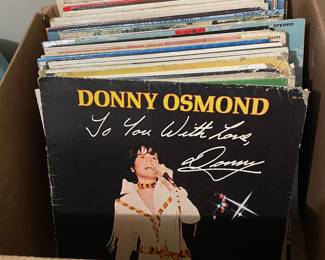 DONNY OSMOND
To You With Love,
Donny
STEREO